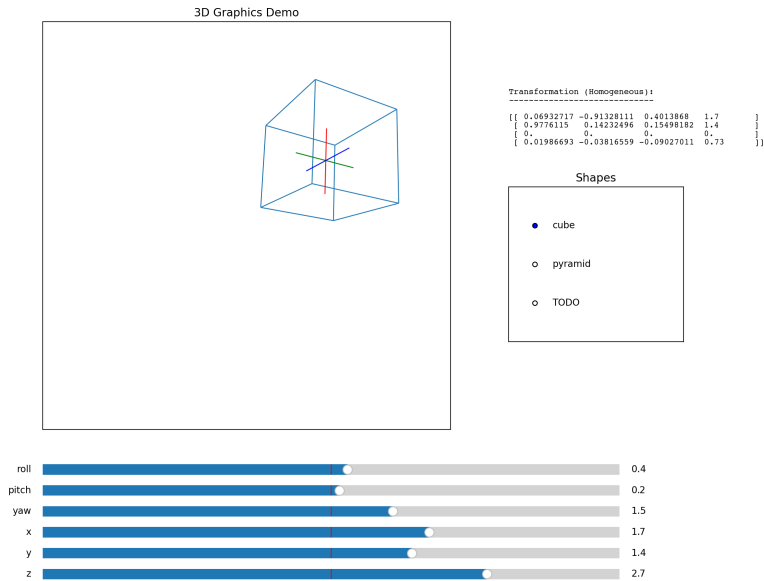 3D Graphics Demo
Transformation (Homogeneous):
-----------------------------
[[ 0.06932717 -0.91328111 0.4013868 1.7 ]
[ 0.9776115 0.14232496 0.15498182 1.4 ]
[ 0. 0. 0. 0. ]
[ 0.01986693 -0.03816559 -0.09027011 0.73 ]]
Shapes
cube
pyramid
TODO
roll 0.4
pitch 0.2
yaw 1.5
x 1.7
y 1.4
z 2.7